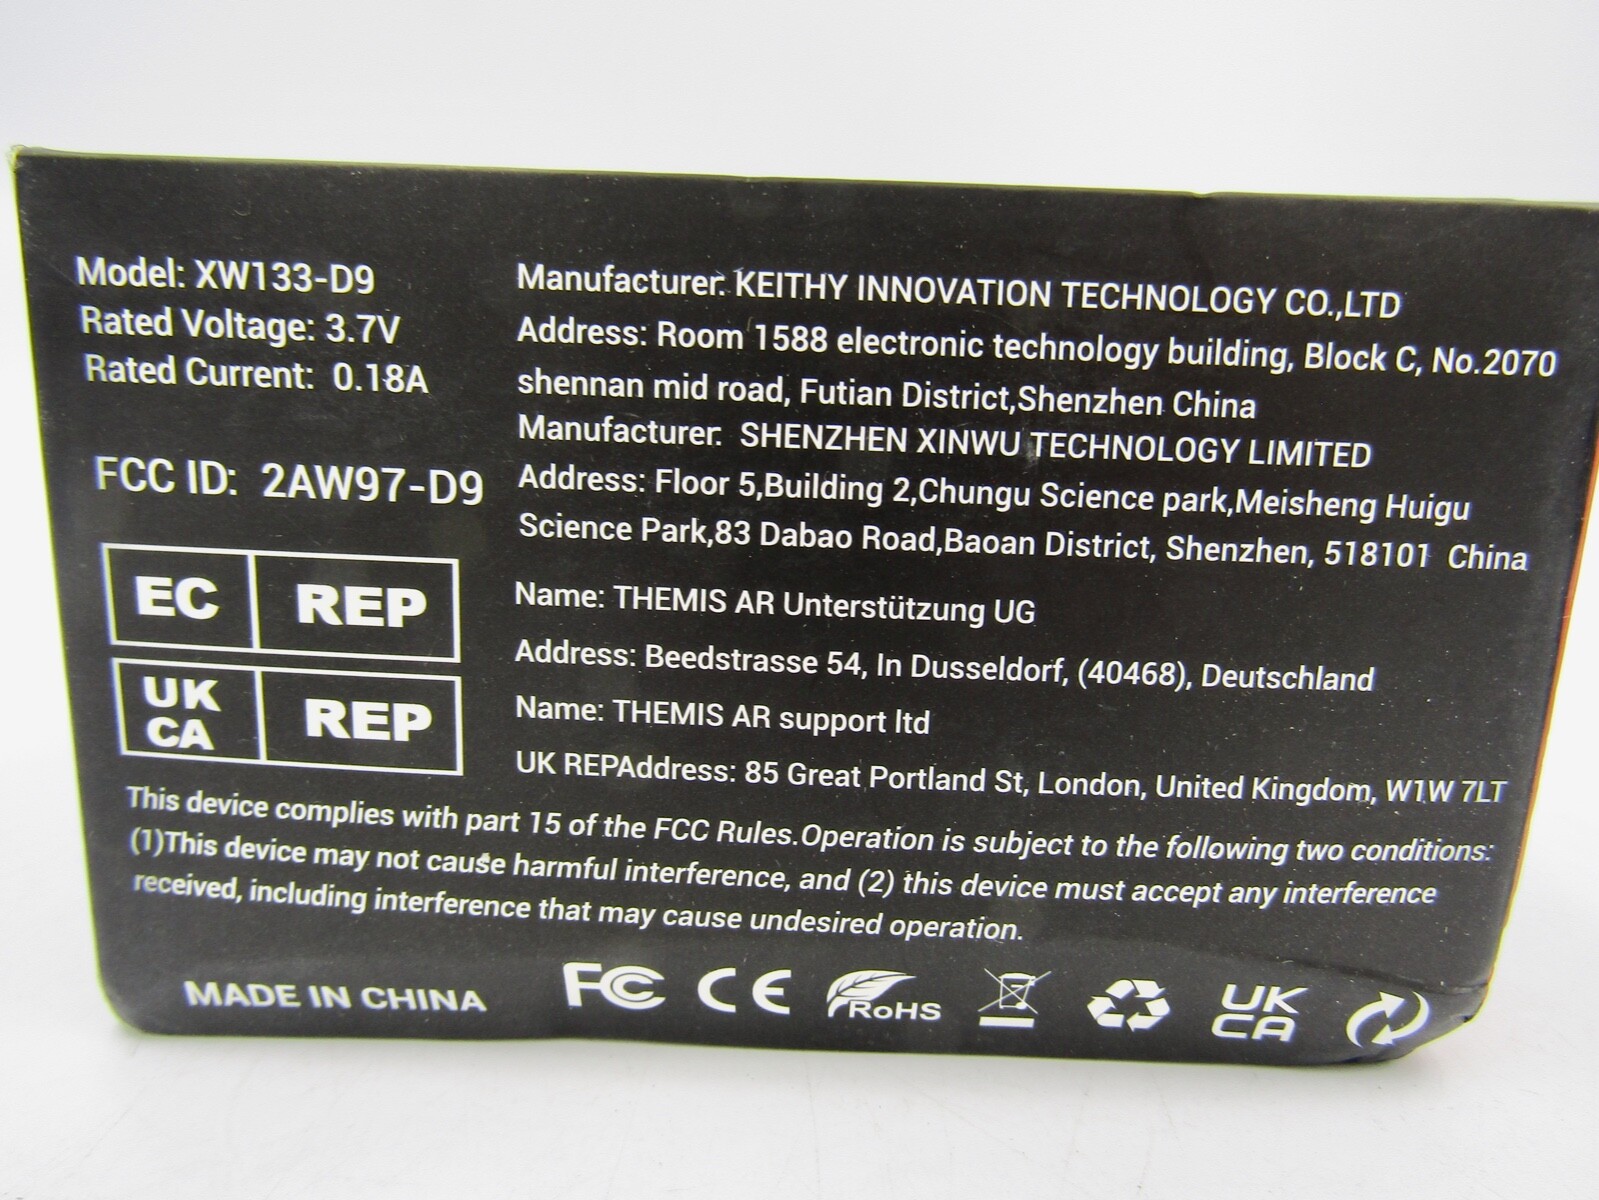 Model: XW133-D9
Rated Voltage: 3.7V
Rated Current: 0.18A
FCC ID: 2AW97-D9
EC REP
UK
CA REP
Manufacturer: KEITHY INNOVATION TECHNOLOGY CO.,LTD
Address: Room 1588 electronic technology building, Block C, No.2070
shennan mid road, Futian District,Shenzhen China
Manufacturer: SHENZHEN XINWU TECHNOLOGY LIMITED
Address: Floor 5,Building 2,Chungu Science park,Meisheng Huigu
Science Park,83 Dabao Road,Baoan District, Shenzhen, 518101 China
Name: THEMIS AR Unterstützung UG
Address: Beedstrasse 54, In Dusseldorf, (40468), Deutschland
Name: THEMIS AR support ltd
UK REPAddress: 85 Great Portland St, London, United Kingdom, W1W 7LT
This device complies with part 15 of the FCC Rules.Operation is subject to the following two conditions:
(1)This device may not cause harmful interference, and (2) this device must accept any interference
received, including interference that may cause undesired operation.
MADE IN CHINA FC CE RoHS UK
CA